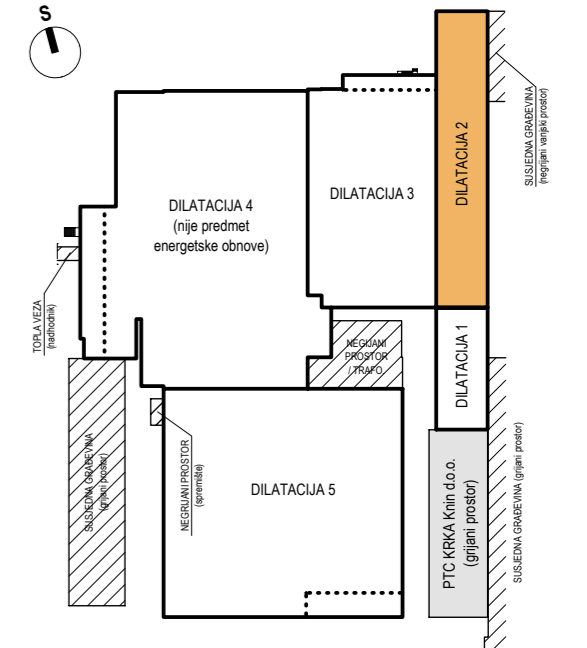 S
DILATACIJA 2
SUSJEDNA GRAĐEVINA
(negrijani vanjski prostor)
DILATACIJA 3
DILATACIJA 4
(nije predmet
energetske obnove)
TOPLA VEZA
(nadhodnik)
NEGIJANI
PROSTOR
/ TRAFO
DILATACIJA 1
SUSJEDNA GRAĐEVINA
(grijani prostor)
NEGRIJANI PROSTOR
(spremište)
DILATACIJA 5
PTC KRKA Knin d.o.o.
(grijani prostor)
SUSJEDNA GRAĐEVINA (grijani prostor)